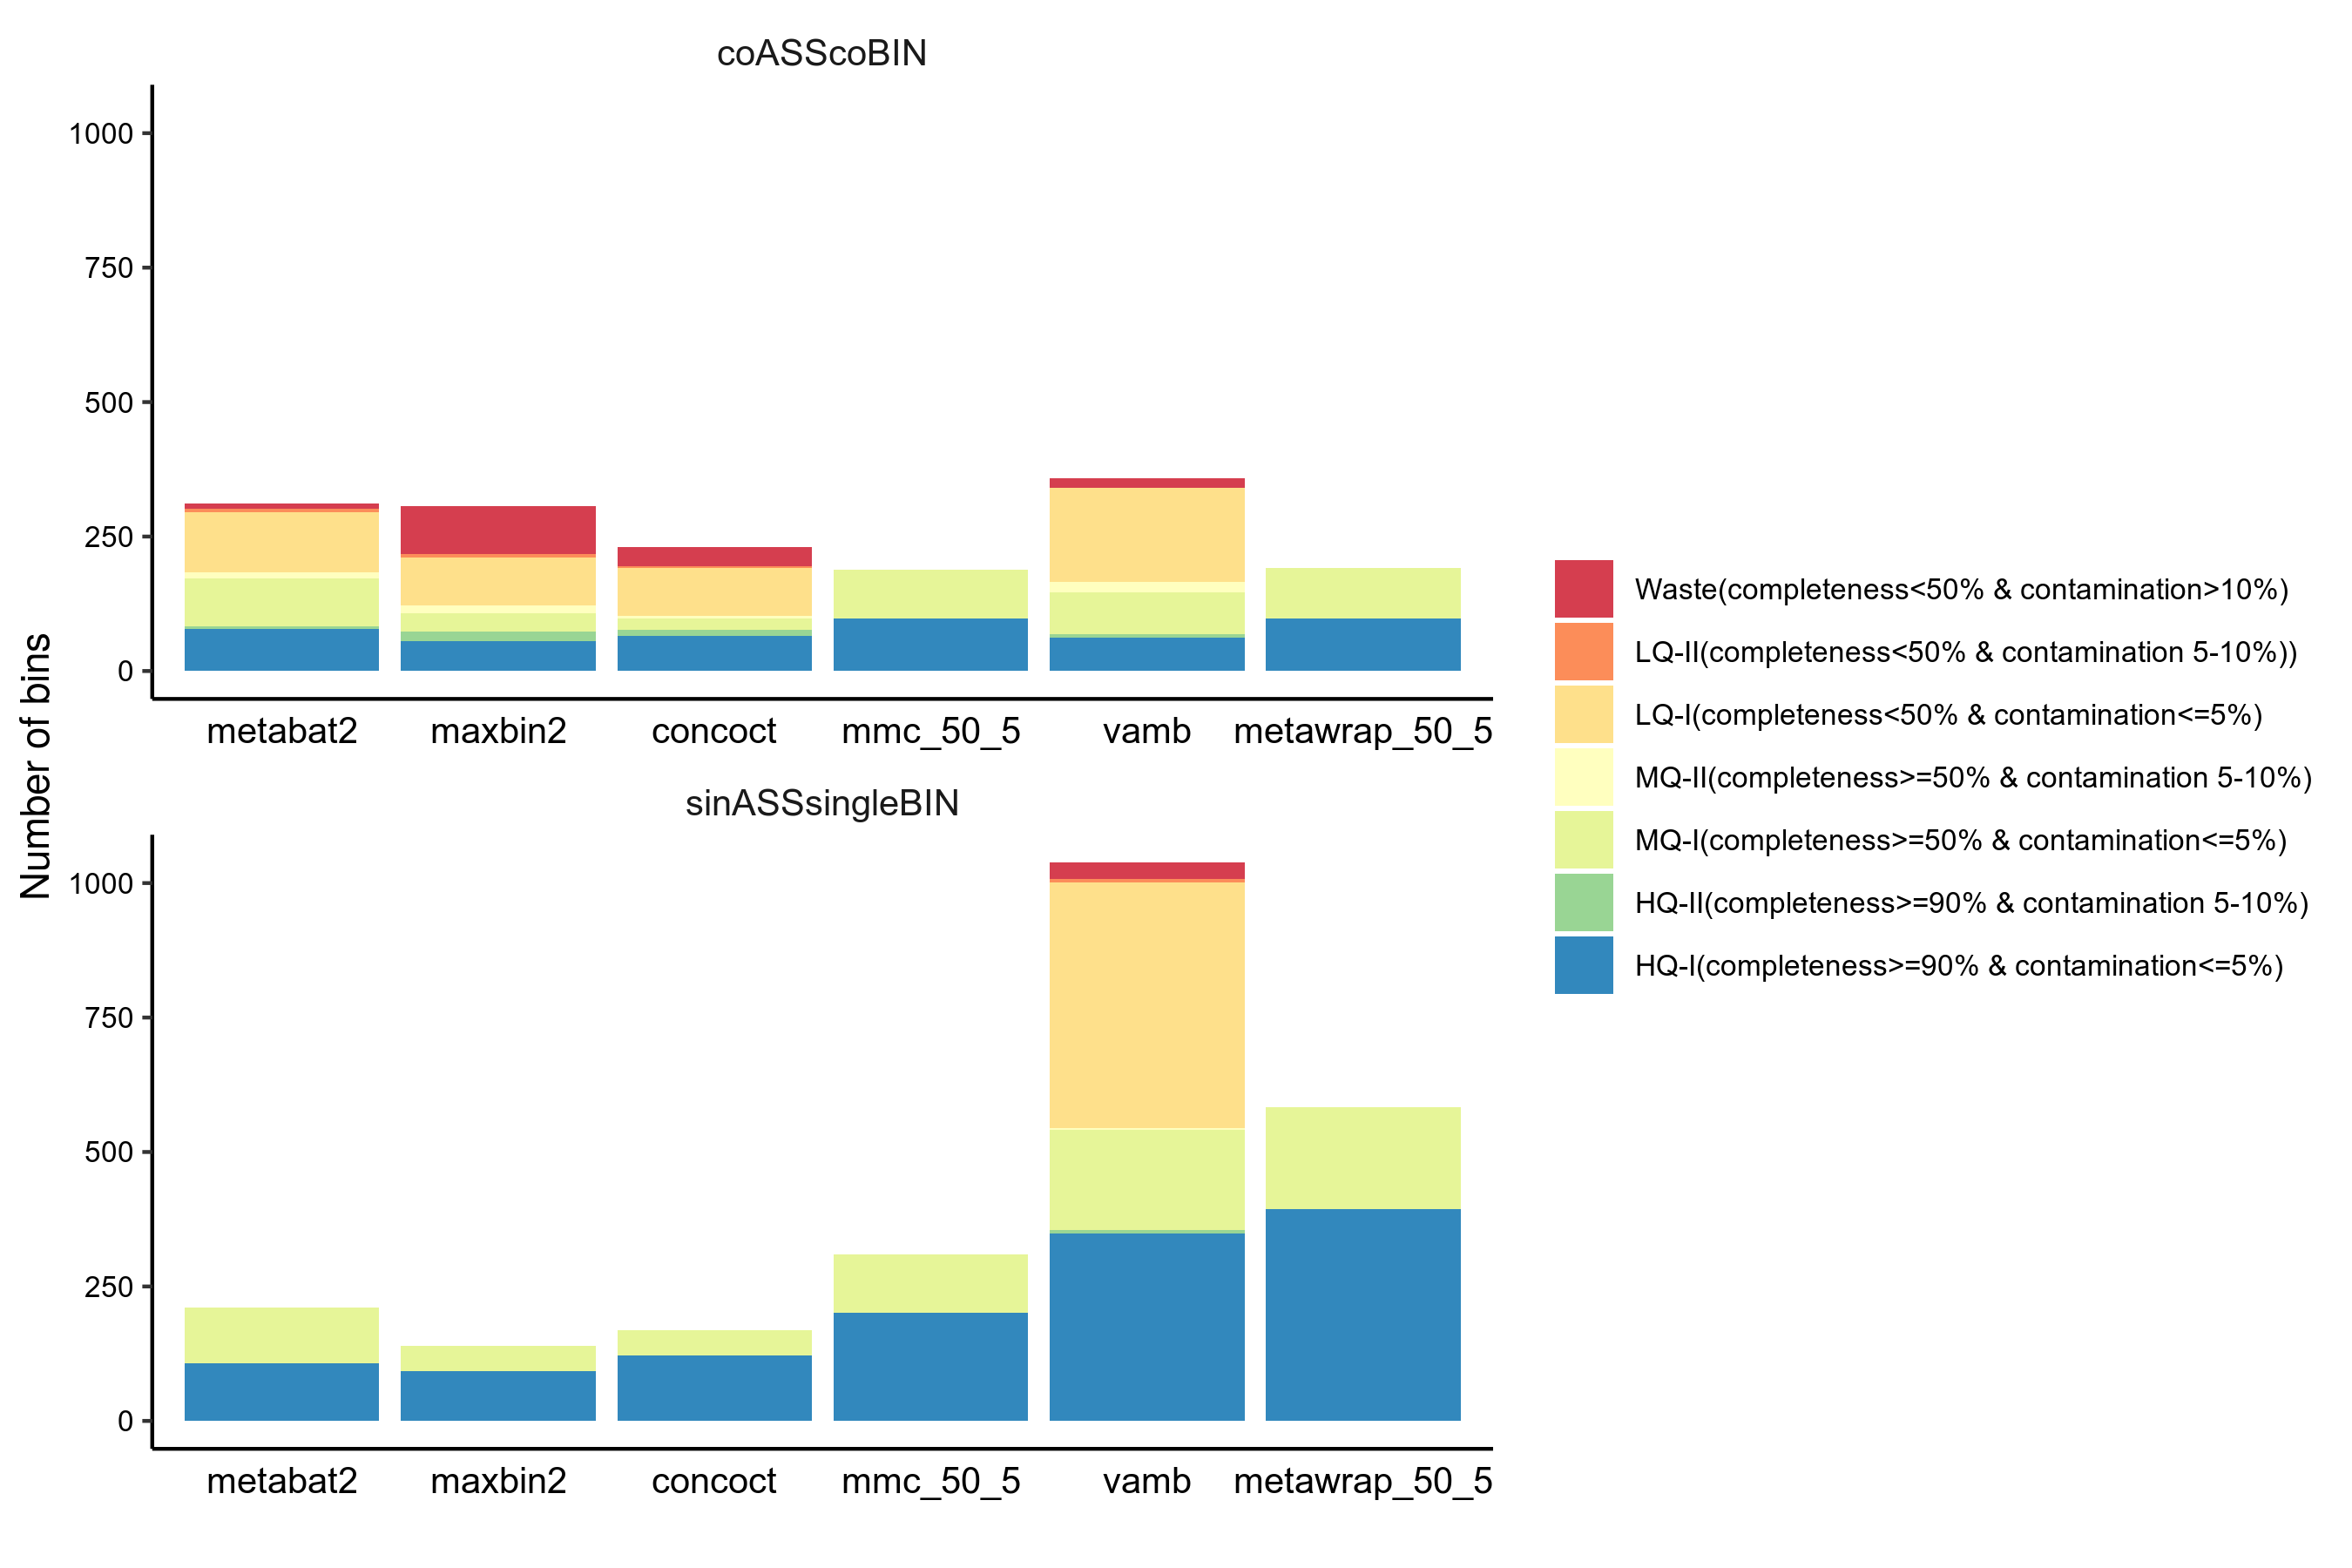 coASScoBIN
1000
750
500
250
0
metabat2 maxbin2 concoct mmc_50_5 vamb metawrap_50_5
Number of bins
sinASSsingleBIN
1000
750
500
250
0
metabat2 maxbin2 concoct mmc_50_5 vamb metawrap_50_5
Waste(completeness<50% & contamination>10%)
LQ-II(completeness<50% & contamination 5-10%))
LQ-I(completeness<50% & contamination<=5%)
MQ-II(completeness>=50% & contamination 5-10%)
MQ-I(completeness>=50% & contamination<=5%)
HQ-II(completeness>=90% & contamination 5-10%)
HQ-I(completeness>=90% & contamination<=5%)